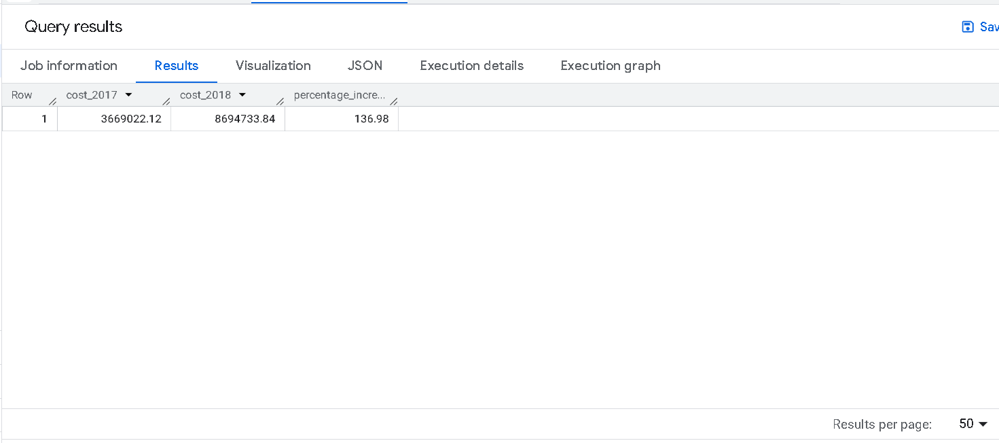 Query results
Sav
Job information Results Visualization JSON Execution details Execution graph
Row cost_2017 cost_2018 percentage_incre...
1 3669022.12 8694733.84 136.98
Results per page: 50